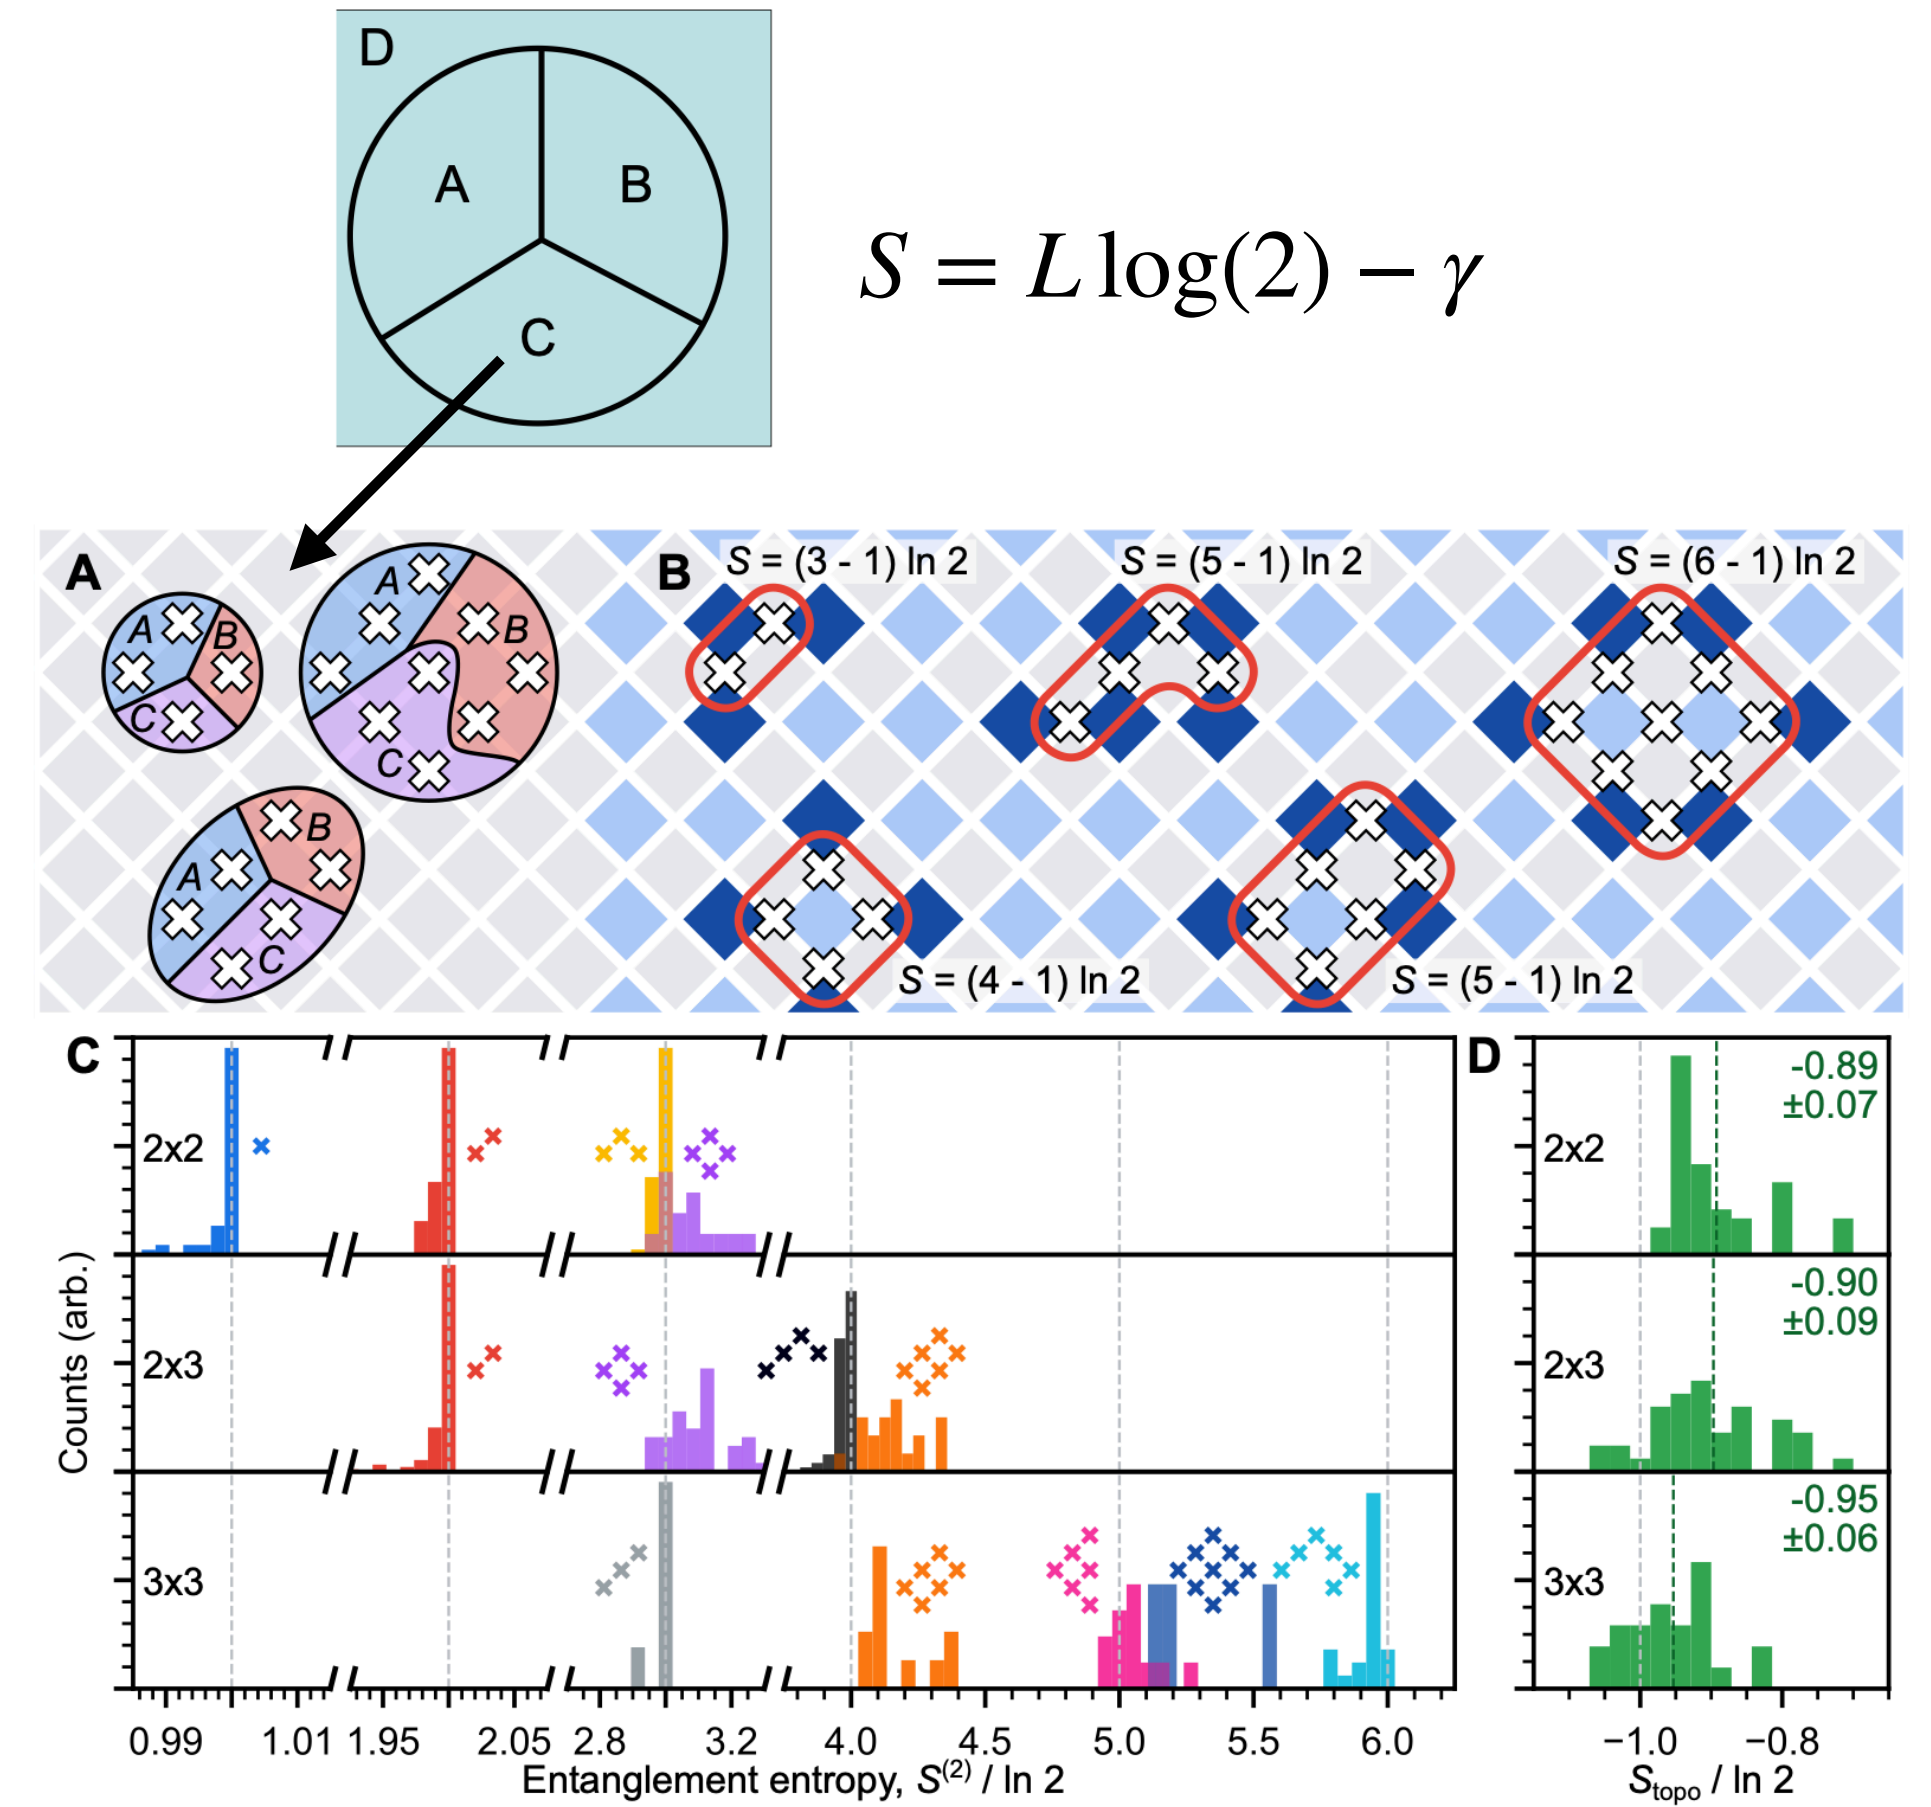 D
A
B
C
S = L log(2) − γ
A
A
B
C
A
B
C
A
B
C
B
S = (3 - 1) ln 2
S = (5 - 1) ln 2
S = (6 - 1) ln 2
S = (4 - 1) ln 2
S = (5 - 1) ln 2
C
Counts (arb.)
2x2
2x3
3x3
0.99 1.01 1.95 2.05 2.8 3.2 4.0 4.5 5.0 5.5 6.0
Entanglement entropy, S⁽²⁾ / ln 2
D
-0.89
±0.07
2x2
-0.90
±0.09
2x3
-0.95
±0.06
3x3
−1.0 −0.8
Stopo / ln 2